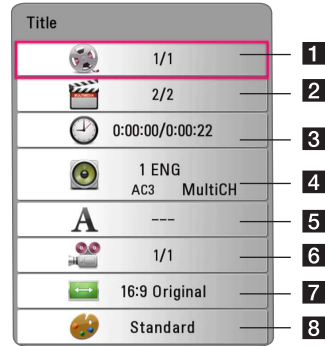 Title
1/1
1
2/2
2
0:00:00/0:00:22
3
1 ENG
AC3 MultiCH
4
A
---
5
1/1
6
16:9 Original
7
Standard
8